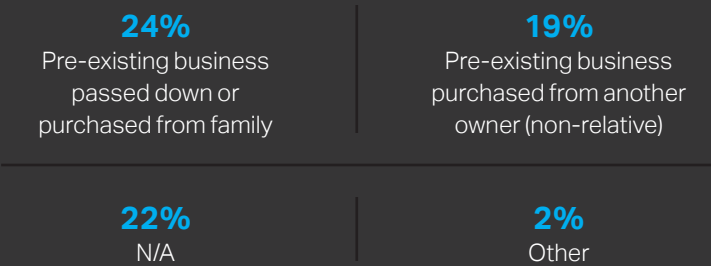 24%
Pre-existing business
passed down or
purchased from family
19%
Pre-existing business
purchased from another
owner (non-relative)
22%
N/A
2%
Other